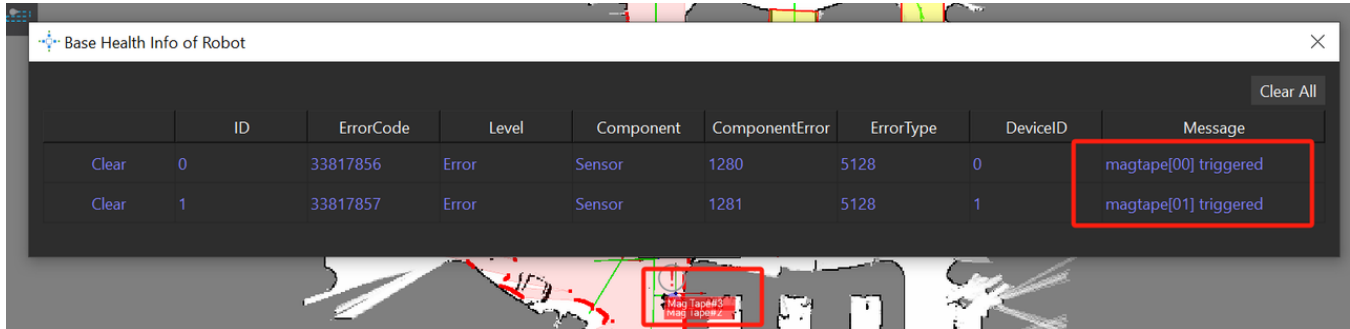 Base Health Info of Robot
Clear All
ID ErrorCode Level Component ComponentError ErrorType DeviceID Message
Clear 0 33817856 Error Sensor 1280 5128 0 magtape[00] triggered
Clear 1 33817857 Error Sensor 1281 5128 1 magtape[01] triggered
Mag Tape#3
Mag Tape#2